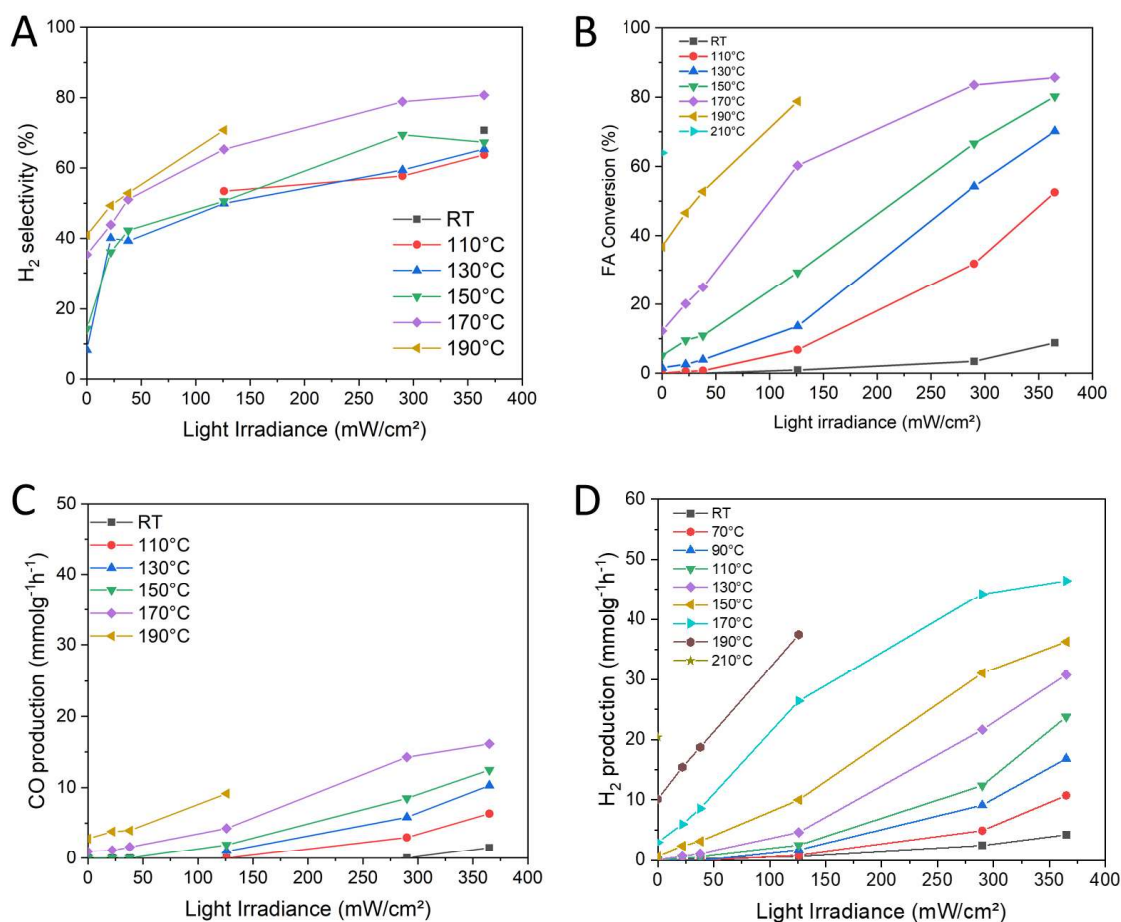 A
H₂ selectivity (%)
100
80
60
40
20
0
RT
110°C
130°C
150°C
170°C
190°C
0 50 100 150 200 250 300 350 400
Light Irradiance (mW/cm²)
B
FA Conversion (%)
100
80
60
40
20
0
RT
110°C
130°C
150°C
170°C
190°C
210°C
0 50 100 150 200 250 300 350 400
Light irradiance (mW/cm²)
C
CO production (mmolg⁻¹h⁻¹)
50
40
30
20
10
0
RT
110°C
130°C
150°C
170°C
190°C
0 50 100 150 200 250 300 350 400
Light Irradiance (mW/cm²)
D
H₂ production (mmolg⁻¹h⁻¹)
60
50
40
30
20
10
0
RT
70°C
90°C
110°C
130°C
150°C
170°C
190°C
210°C
0 50 100 150 200 250 300 350 400
Light Irradiance (mW/cm²)